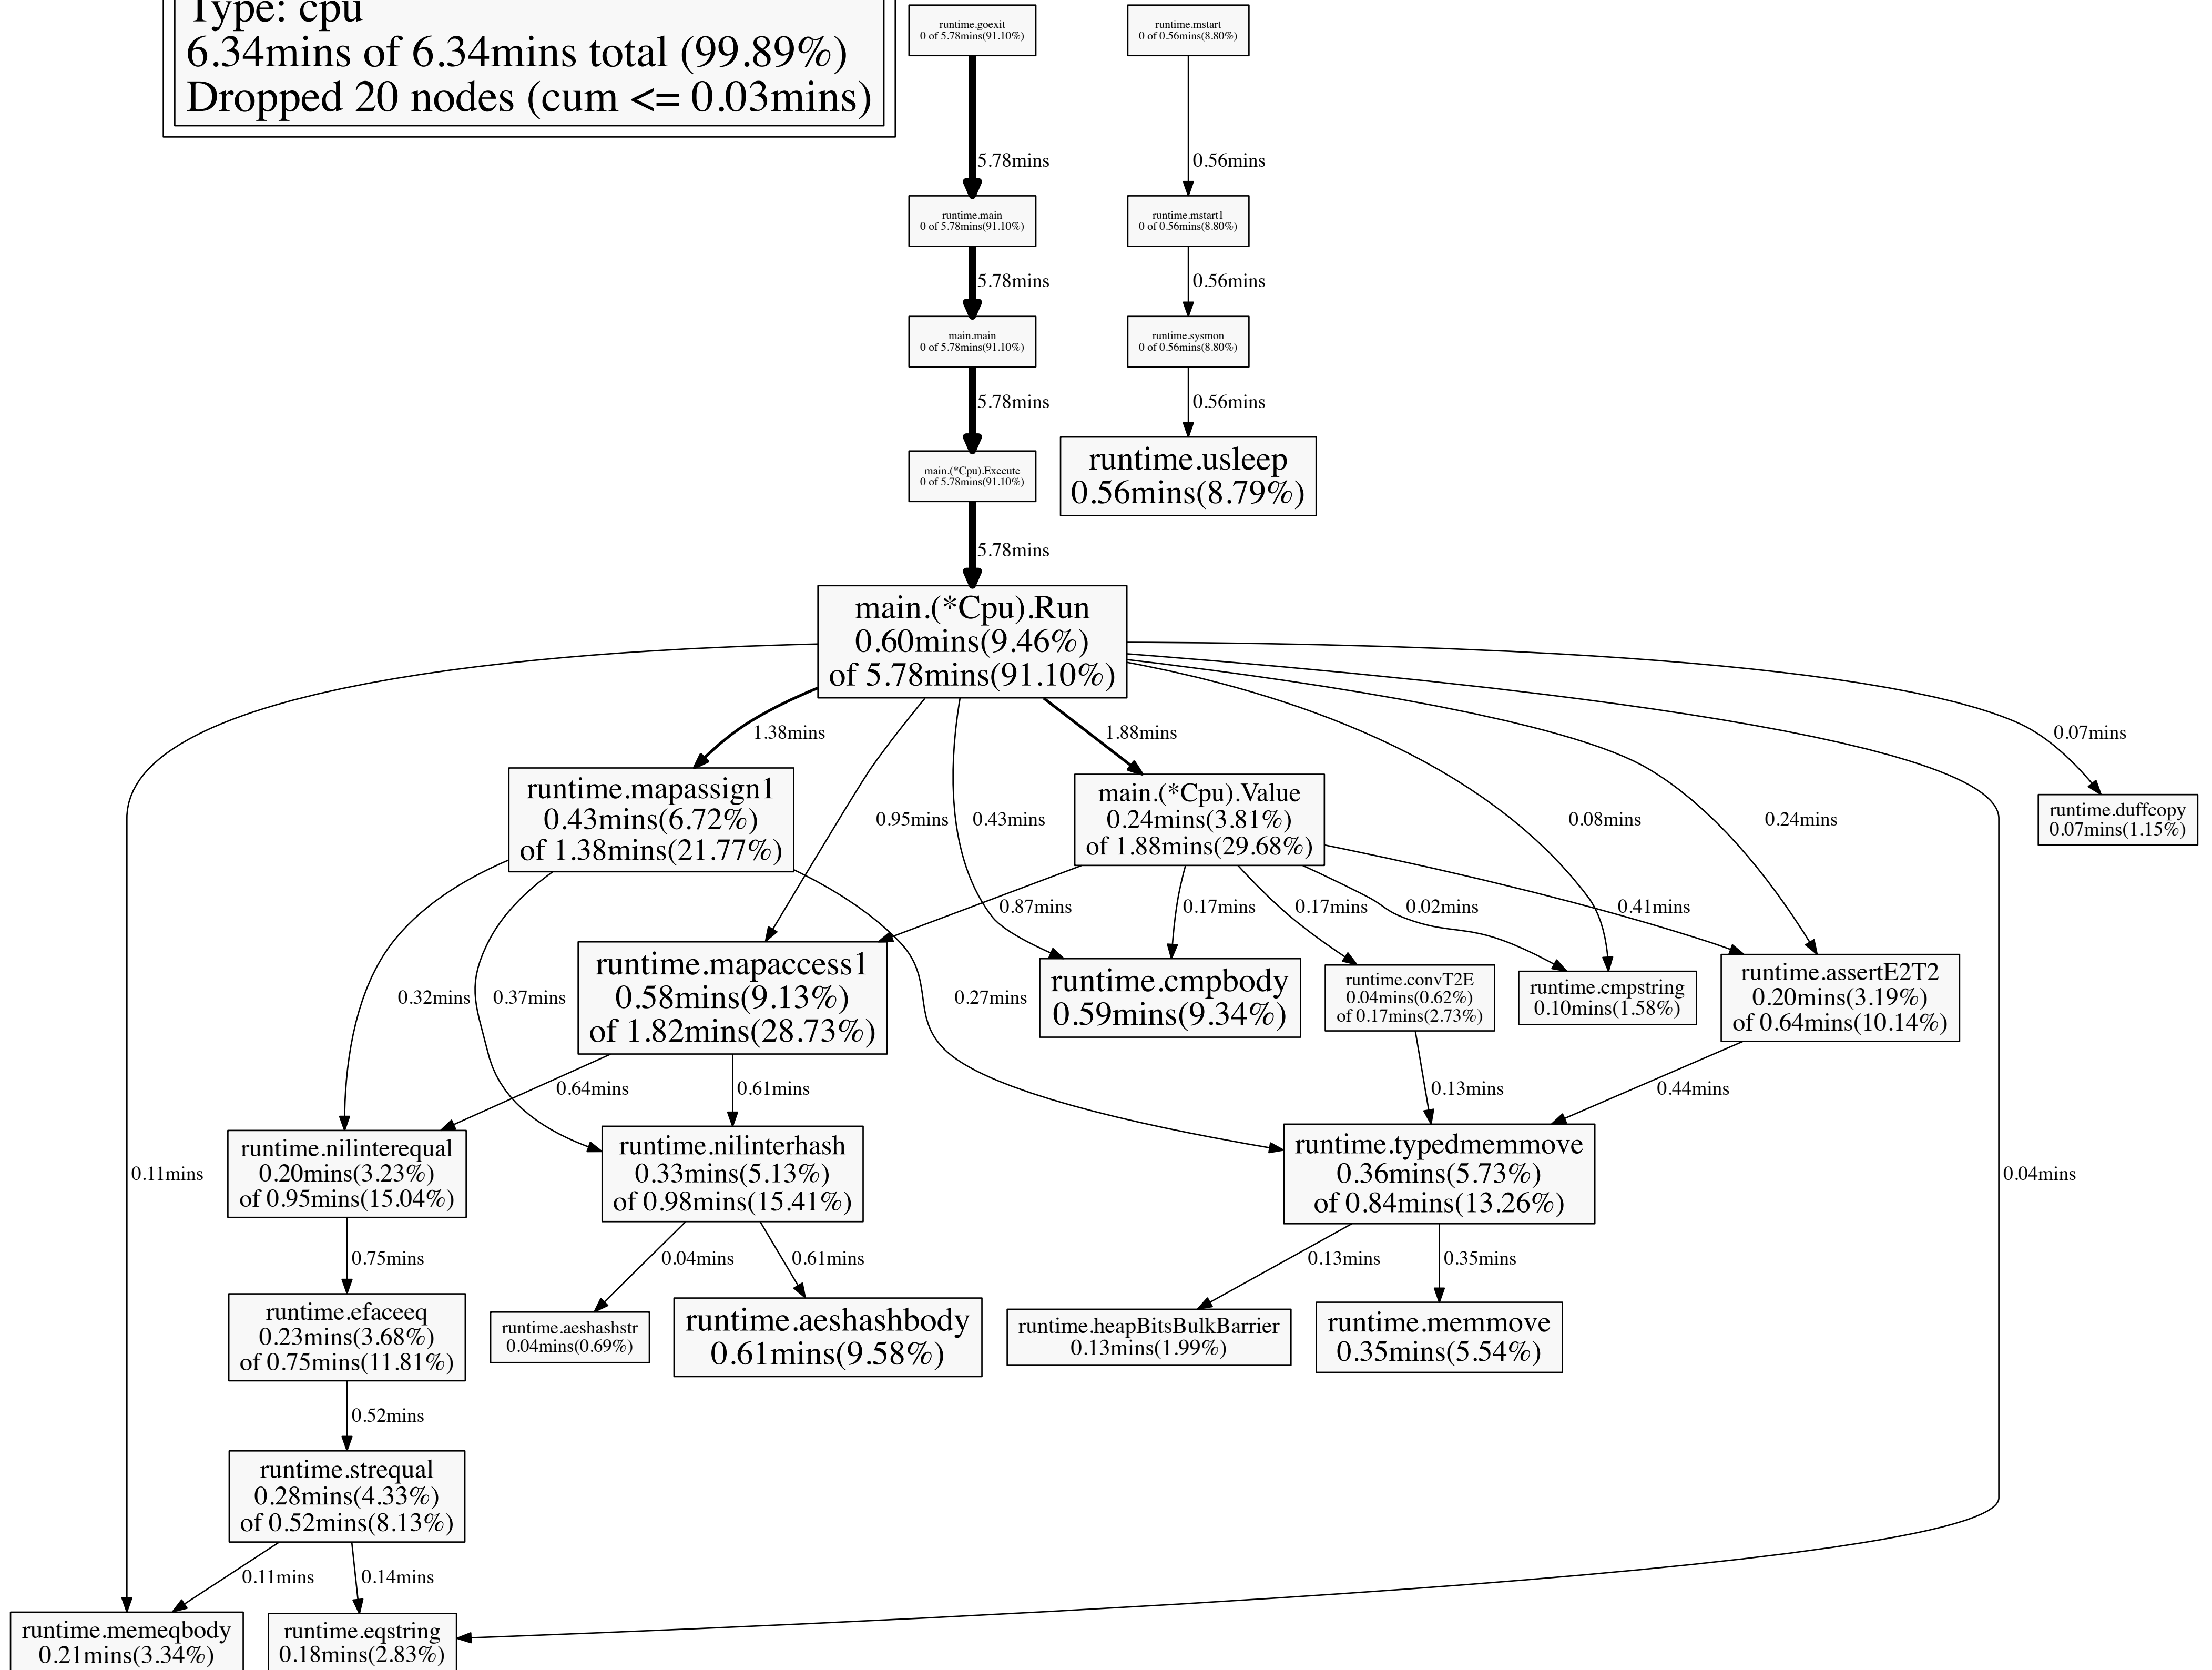 Type: cpu
6.34mins of 6.34mins total (99.89%)
Dropped 20 nodes (cum <= 0.03mins)
runtime.goexit
0 of 5.78mins(91.10%)
runtime.mstart
0 of 0.56mins(8.80%)
5.78mins
0.56mins
runtime.main
0 of 5.78mins(91.10%)
runtime.mstart1
0 of 0.56mins(8.80%)
5.78mins
0.56mins
main.main
0 of 5.78mins(91.10%)
runtime.sysmon
0 of 0.56mins(8.80%)
5.78mins
0.56mins
main.(*Cpu).Execute
0 of 5.78mins(91.10%)
runtime.usleep
0.56mins(8.79%)
5.78mins
main.(*Cpu).Run
0.60mins(9.46%)
of 5.78mins(91.10%)
1.38mins
1.88mins
0.07mins
runtime.mapassign1
0.43mins(6.72%)
of 1.38mins(21.77%)
0.95mins
0.43mins
main.(*Cpu).Value
0.24mins(3.81%)
of 1.88mins(29.68%)
0.08mins
0.24mins
runtime.duffcopy
0.07mins(1.15%)
0.87mins
0.17mins
0.17mins
0.02mins
0.41mins
0.32mins
0.37mins
runtime.mapaccess1
0.58mins(9.13%)
of 1.82mins(28.73%)
0.27mins
runtime.cmpbody
0.59mins(9.34%)
runtime.convT2E
0.04mins(0.62%)
of 0.17mins(2.73%)
runtime.cmpstring
0.10mins(1.58%)
runtime.assertE2T2
0.20mins(3.19%)
of 0.64mins(10.14%)
0.64mins
0.61mins
0.13mins
0.44mins
0.11mins
runtime.nilinterequal
0.20mins(3.23%)
of 0.95mins(15.04%)
runtime.nilinterhash
0.33mins(5.13%)
of 0.98mins(15.41%)
runtime.typedmemmove
0.36mins(5.73%)
of 0.84mins(13.26%)
0.04mins
0.75mins
0.04mins
0.61mins
0.13mins
0.35mins
runtime.efaceeq
0.23mins(3.68%)
of 0.75mins(11.81%)
runtime.aeshashstr
0.04mins(0.69%)
runtime.aeshashbody
0.61mins(9.58%)
runtime.heapBitsBulkBarrier
0.13mins(1.99%)
runtime.memmove
0.35mins(5.54%)
0.52mins
runtime.strequal
0.28mins(4.33%)
of 0.52mins(8.13%)
0.11mins
0.14mins
runtime.memeqbody
0.21mins(3.34%)
runtime.eqstring
0.18mins(2.83%)